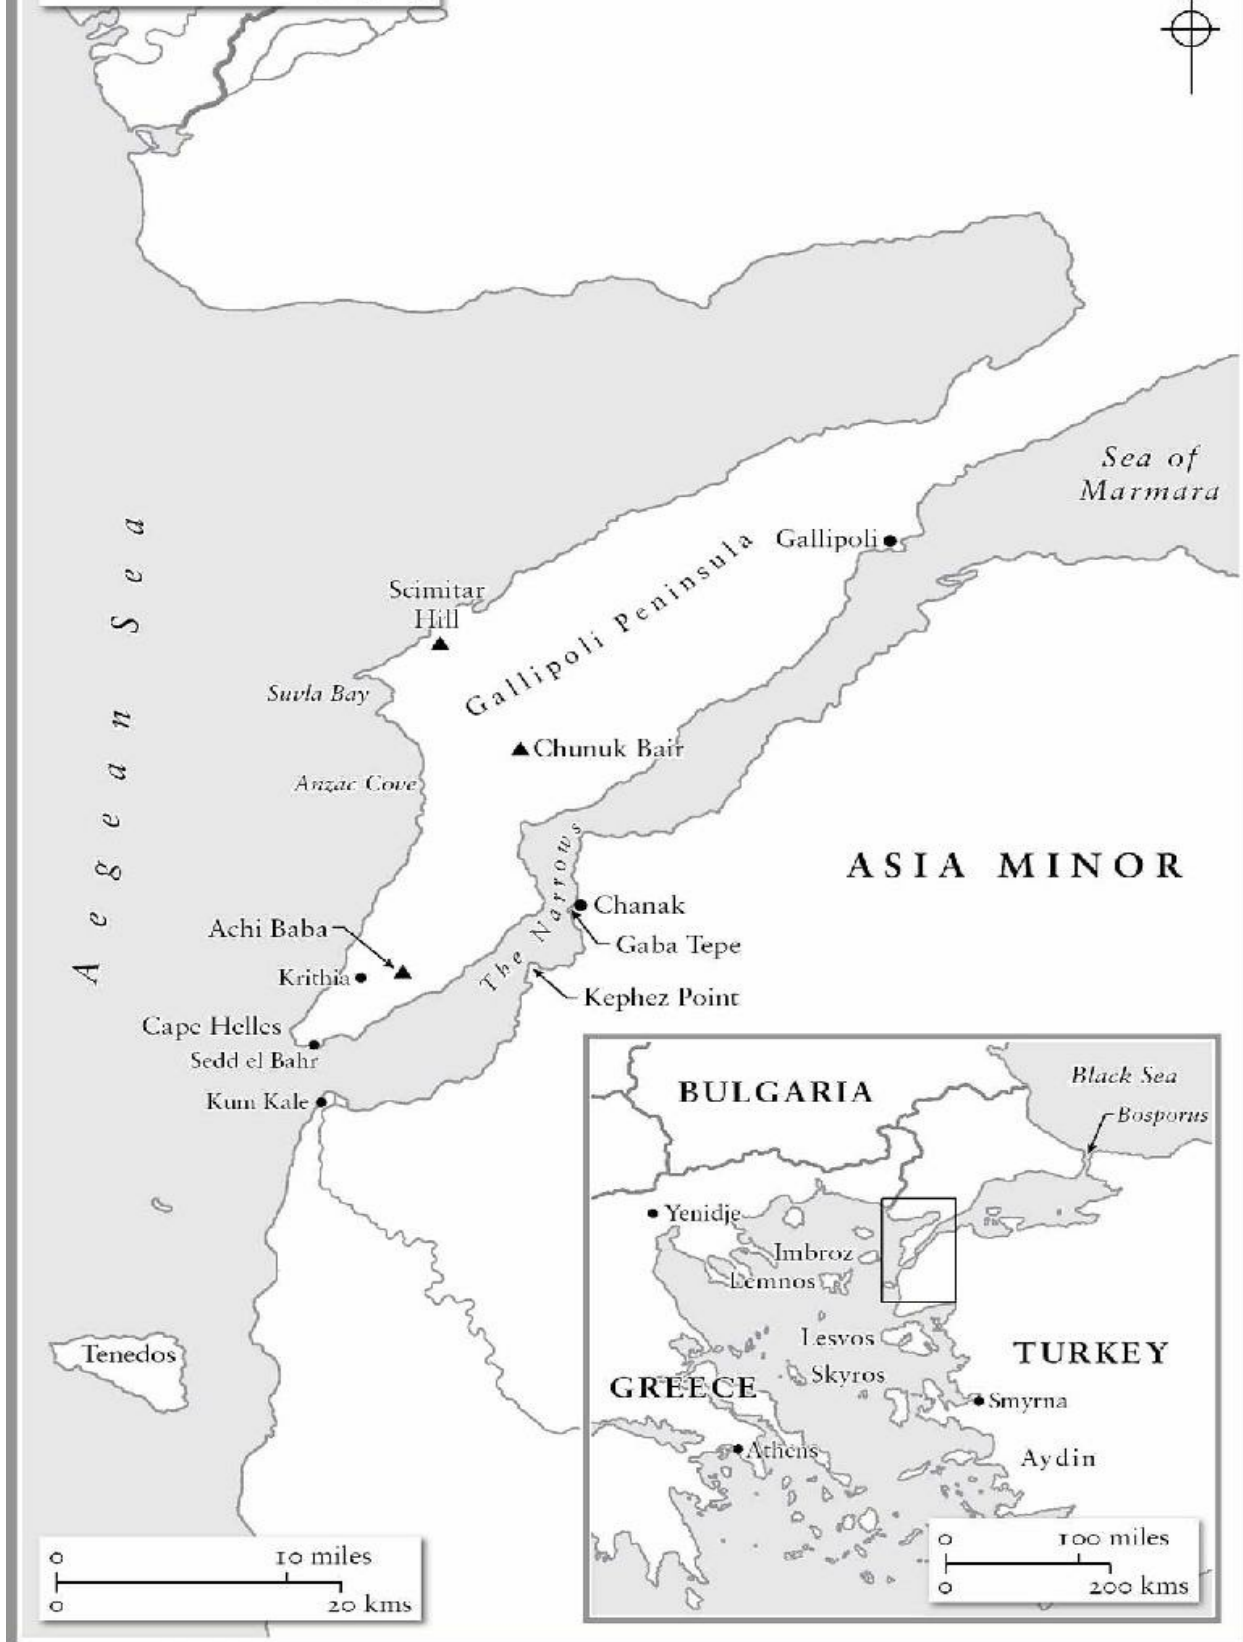 Sea of
Marmara
Gallipoli
Gallipoli Peninsula
Scimitar
Hill
Suvla Bay
Chunuk Bair
Anzac Cove
Aegean Sea
The Narrows
ASIA MINOR
Chanak
Gaba Tepe
Achi Baba
Krithia
Kephez Point
Cape Helles
Sedd el Bahr
Kum Kale
Tenedos
0 10 miles
0 20 kms
BULGARIA
Black Sea
Bosporus
Yenidje
Imbroz
Lemnos
Lesvos
TURKEY
Skyros
GREECE
Smyrna
Athens
Aydin
0 100 miles
0 200 kms